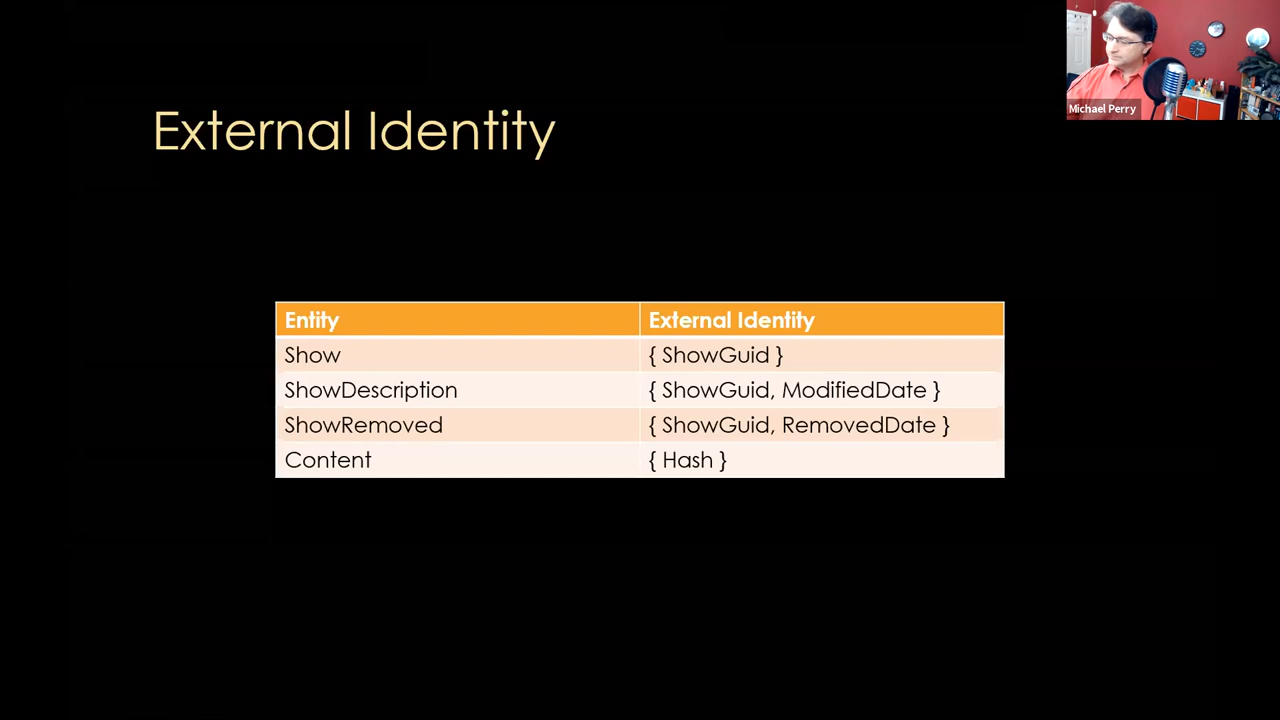 Michael Perry
External Identity
Entity External Identity
Show { ShowGuid }
ShowDescription { ShowGuid, ModifiedDate }
ShowRemoved { ShowGuid, RemovedDate }
Content { Hash }